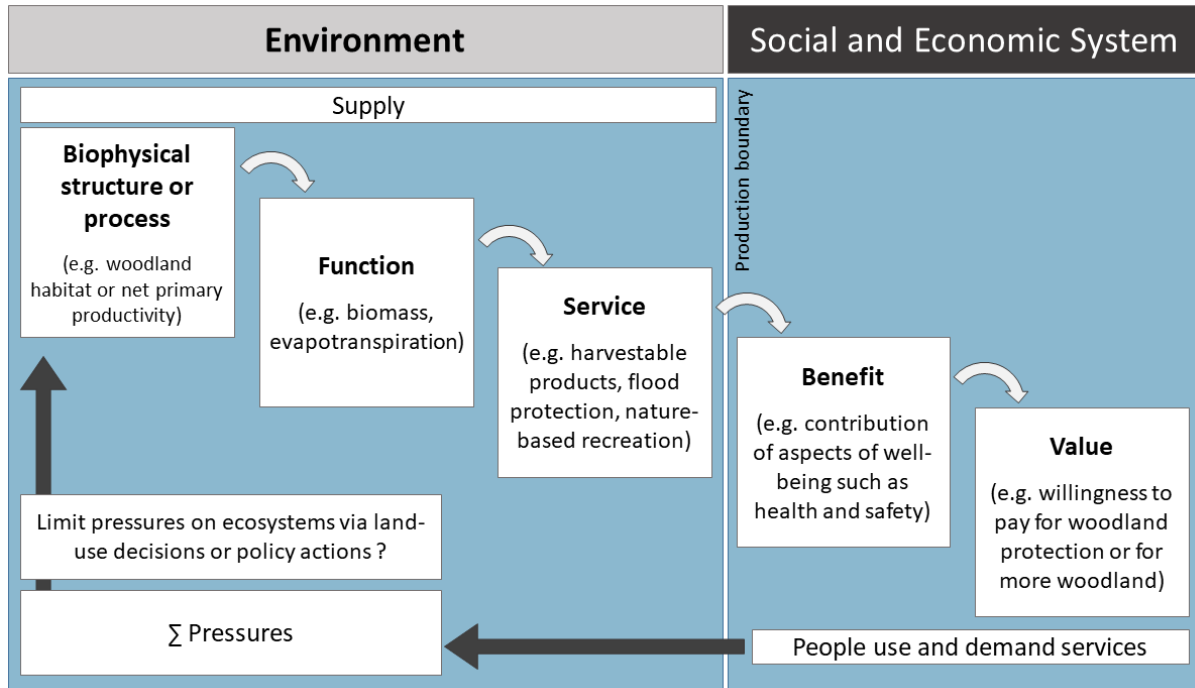 Environment
Social and Economic System
Supply
Production boundary
Biophysical
structure or
process
(e.g. woodland
habitat or net primary
productivity)
Function
(e.g. biomass,
evapotranspiration)
Service
(e.g. harvestable
products, flood
protection, nature-
based recreation)
Benefit
(e.g. contribution
of aspects of well-
being such as
health and safety)
Value
(e.g. willingness to
pay for woodland
protection or for
more woodland)
Limit pressures on ecosystems via land-
use decisions or policy actions ?
∑ Pressures
People use and demand services